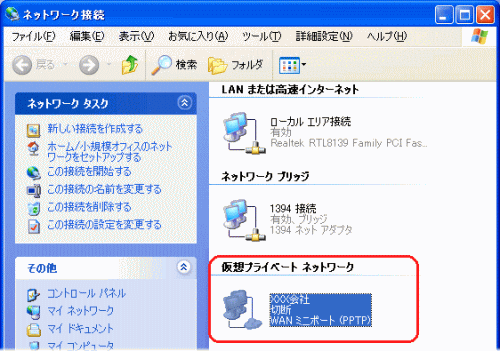 ネットワーク接続
ファイル(F) 編集(E) 表示(V) お気に入り(A) ツール(T) 詳細設定(N) ヘルプ(H)
戻る 検索 フォルダ
ネットワーク タスク
新しい接続を作成する
ホーム/小規模オフィスのネット
ワークをセットアップする
この接続を開始する
この接続の名前を変更する
この接続を削除する
この接続の設定を変更する
その他
コントロール パネル
マイ ネットワーク
マイ ドキュメント
マイ コンピュータ
LAN または高速インターネット
ローカル エリア接続
有効
Realtek RTL8139 Family PCI Fas...
ネットワーク ブリッジ
1394 接続
有効、ブリッジ
1394 ネット アダプタ
仮想プライベート ネットワーク
XXX会社
切断
WAN ミニポート (PPTP)